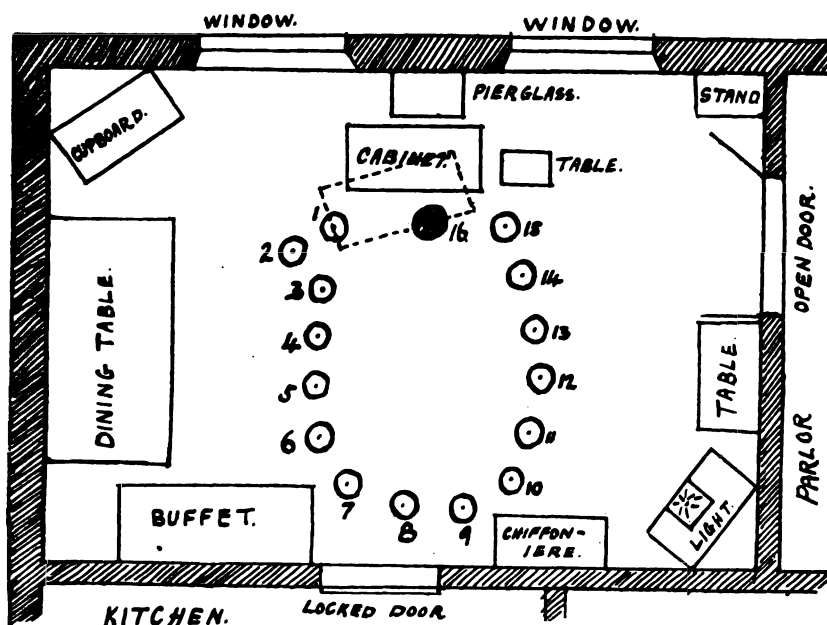 WINDOW.
WINDOW.
CUPBOARD.
PIERGLASS.
STAND
CABINET.
TABLE.
1
16
15
2
3
14
4
13
5
12
6
11
7
8
9
10
DINING TABLE.
OPEN DOOR.
TABLE.
PARLOR
BUFFET.
CHIFFON-
IERE.
LIGHT.
KITCHEN.
LOCKED DOOR